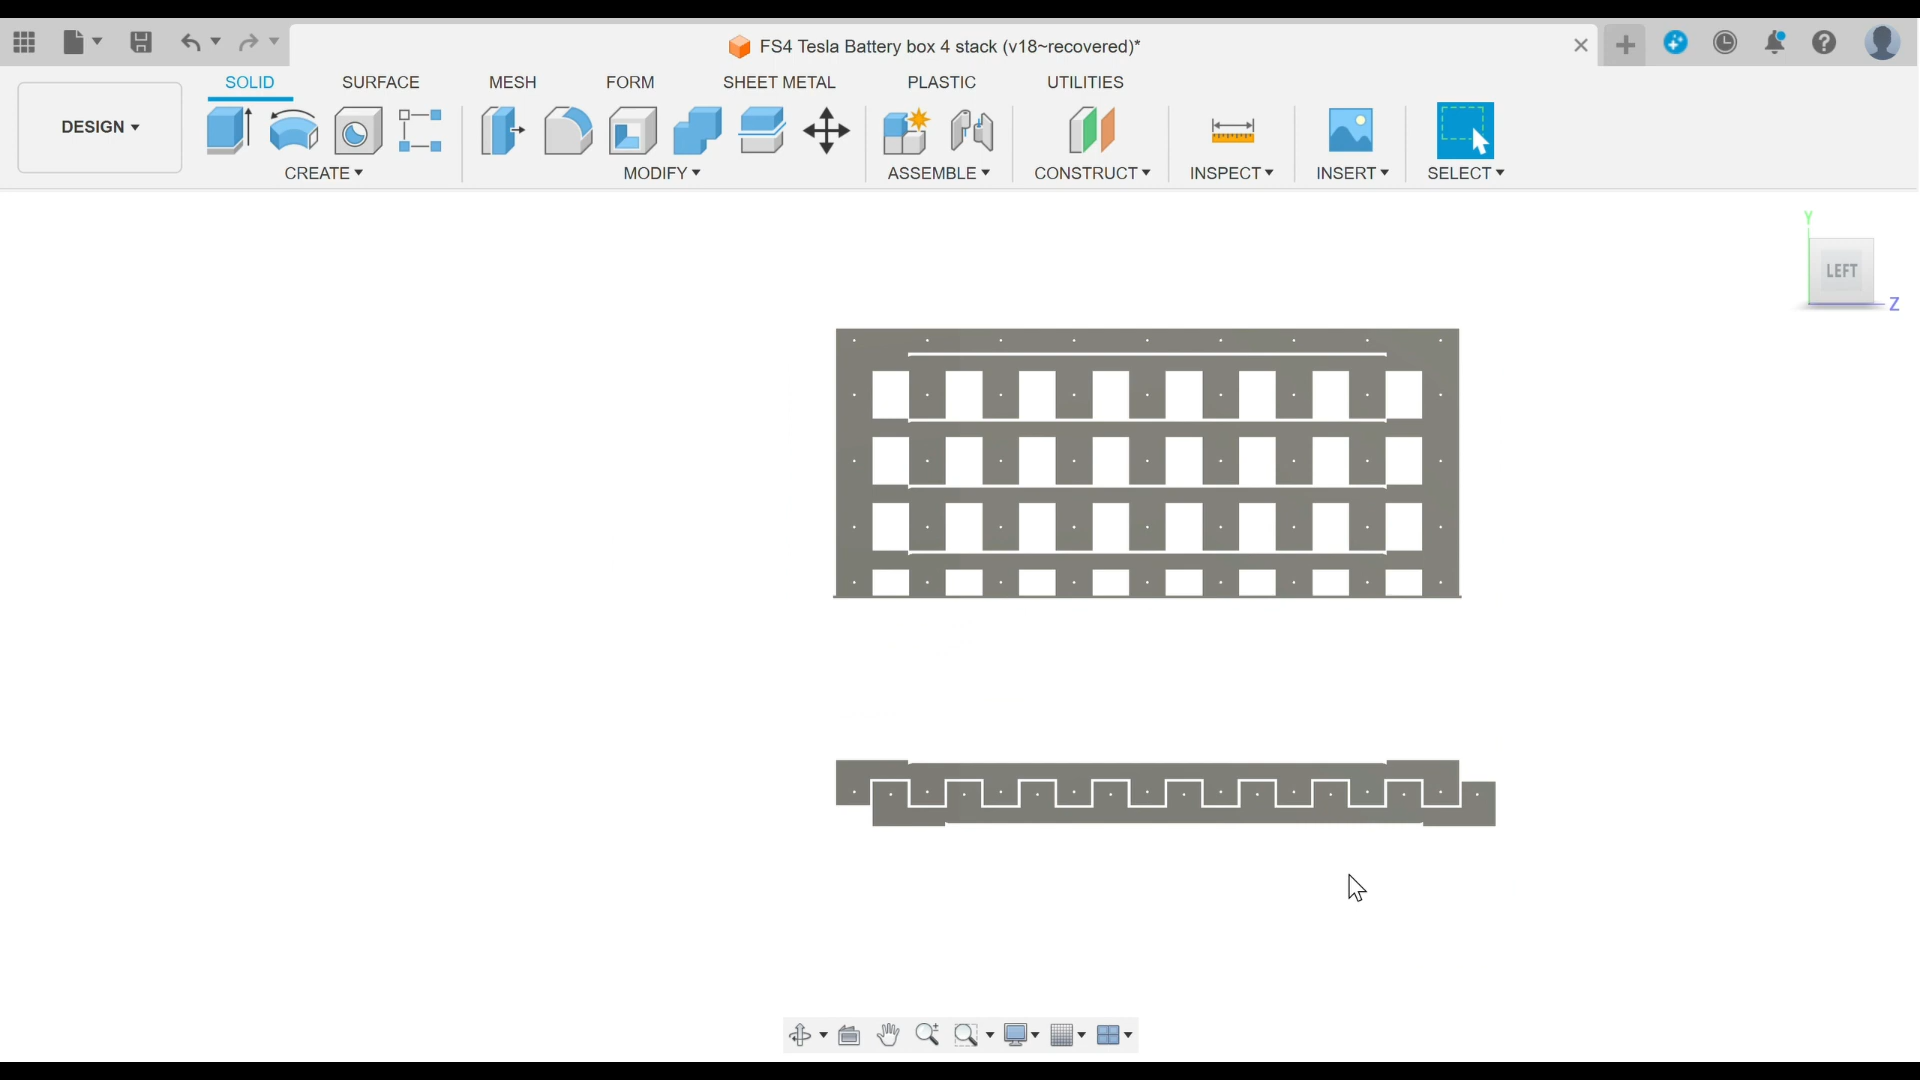 FS4 Tesla Battery box 4 stack (v18~recovered)*
SOLID SURFACE MESH FORM SHEET METAL PLASTIC UTILITIES
DESIGN
CREATE MODIFY ASSEMBLE CONSTRUCT INSPECT INSERT SELECT
Y
LEFT
Z